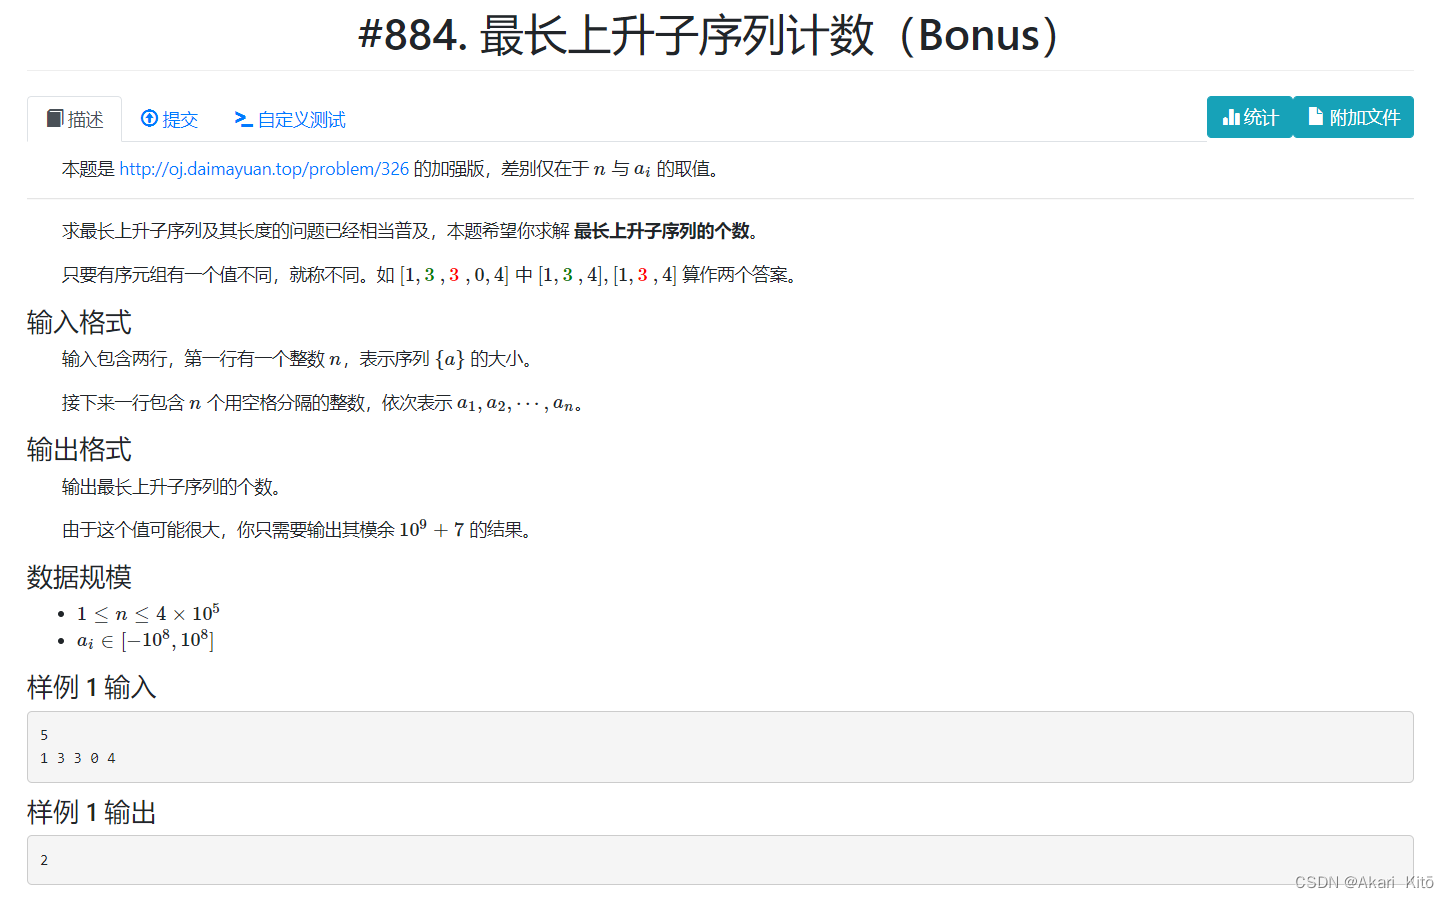 #884. 最长上升子序列计数（Bonus）
描述 提交 自定义测试 统计 附加文件
本题是 http://oj.daimayuan.top/problem/326 的加强版，差别仅在于 n 与 a_i 的取值。
求最长上升子序列及其长度的问题已经相当普及，本题希望你求解 最长上升子序列的个数。
只要有序元组有一个值不同，就称不同。如 [1, 3 , 3 , 0, 4] 中 [1, 3 , 4], [1, 3 , 4] 算作两个答案。
输入格式
输入包含两行，第一行有一个整数 n，表示序列 {a} 的大小。
接下来一行包含 n 个用空格分隔的整数，依次表示 a_1, a_2, ⋯, a_n。
输出格式
输出最长上升子序列的个数。
由于这个值可能很大，你只需要输出其模余 10^9 + 7 的结果。
数据规模
• 1 ≤ n ≤ 4 × 10^5
• a_i ∈ [−10^8, 10^8]
样例 1 输入
5
1 3 3 0 4
样例 1 输出
2
CSDN @Akari_Kitō